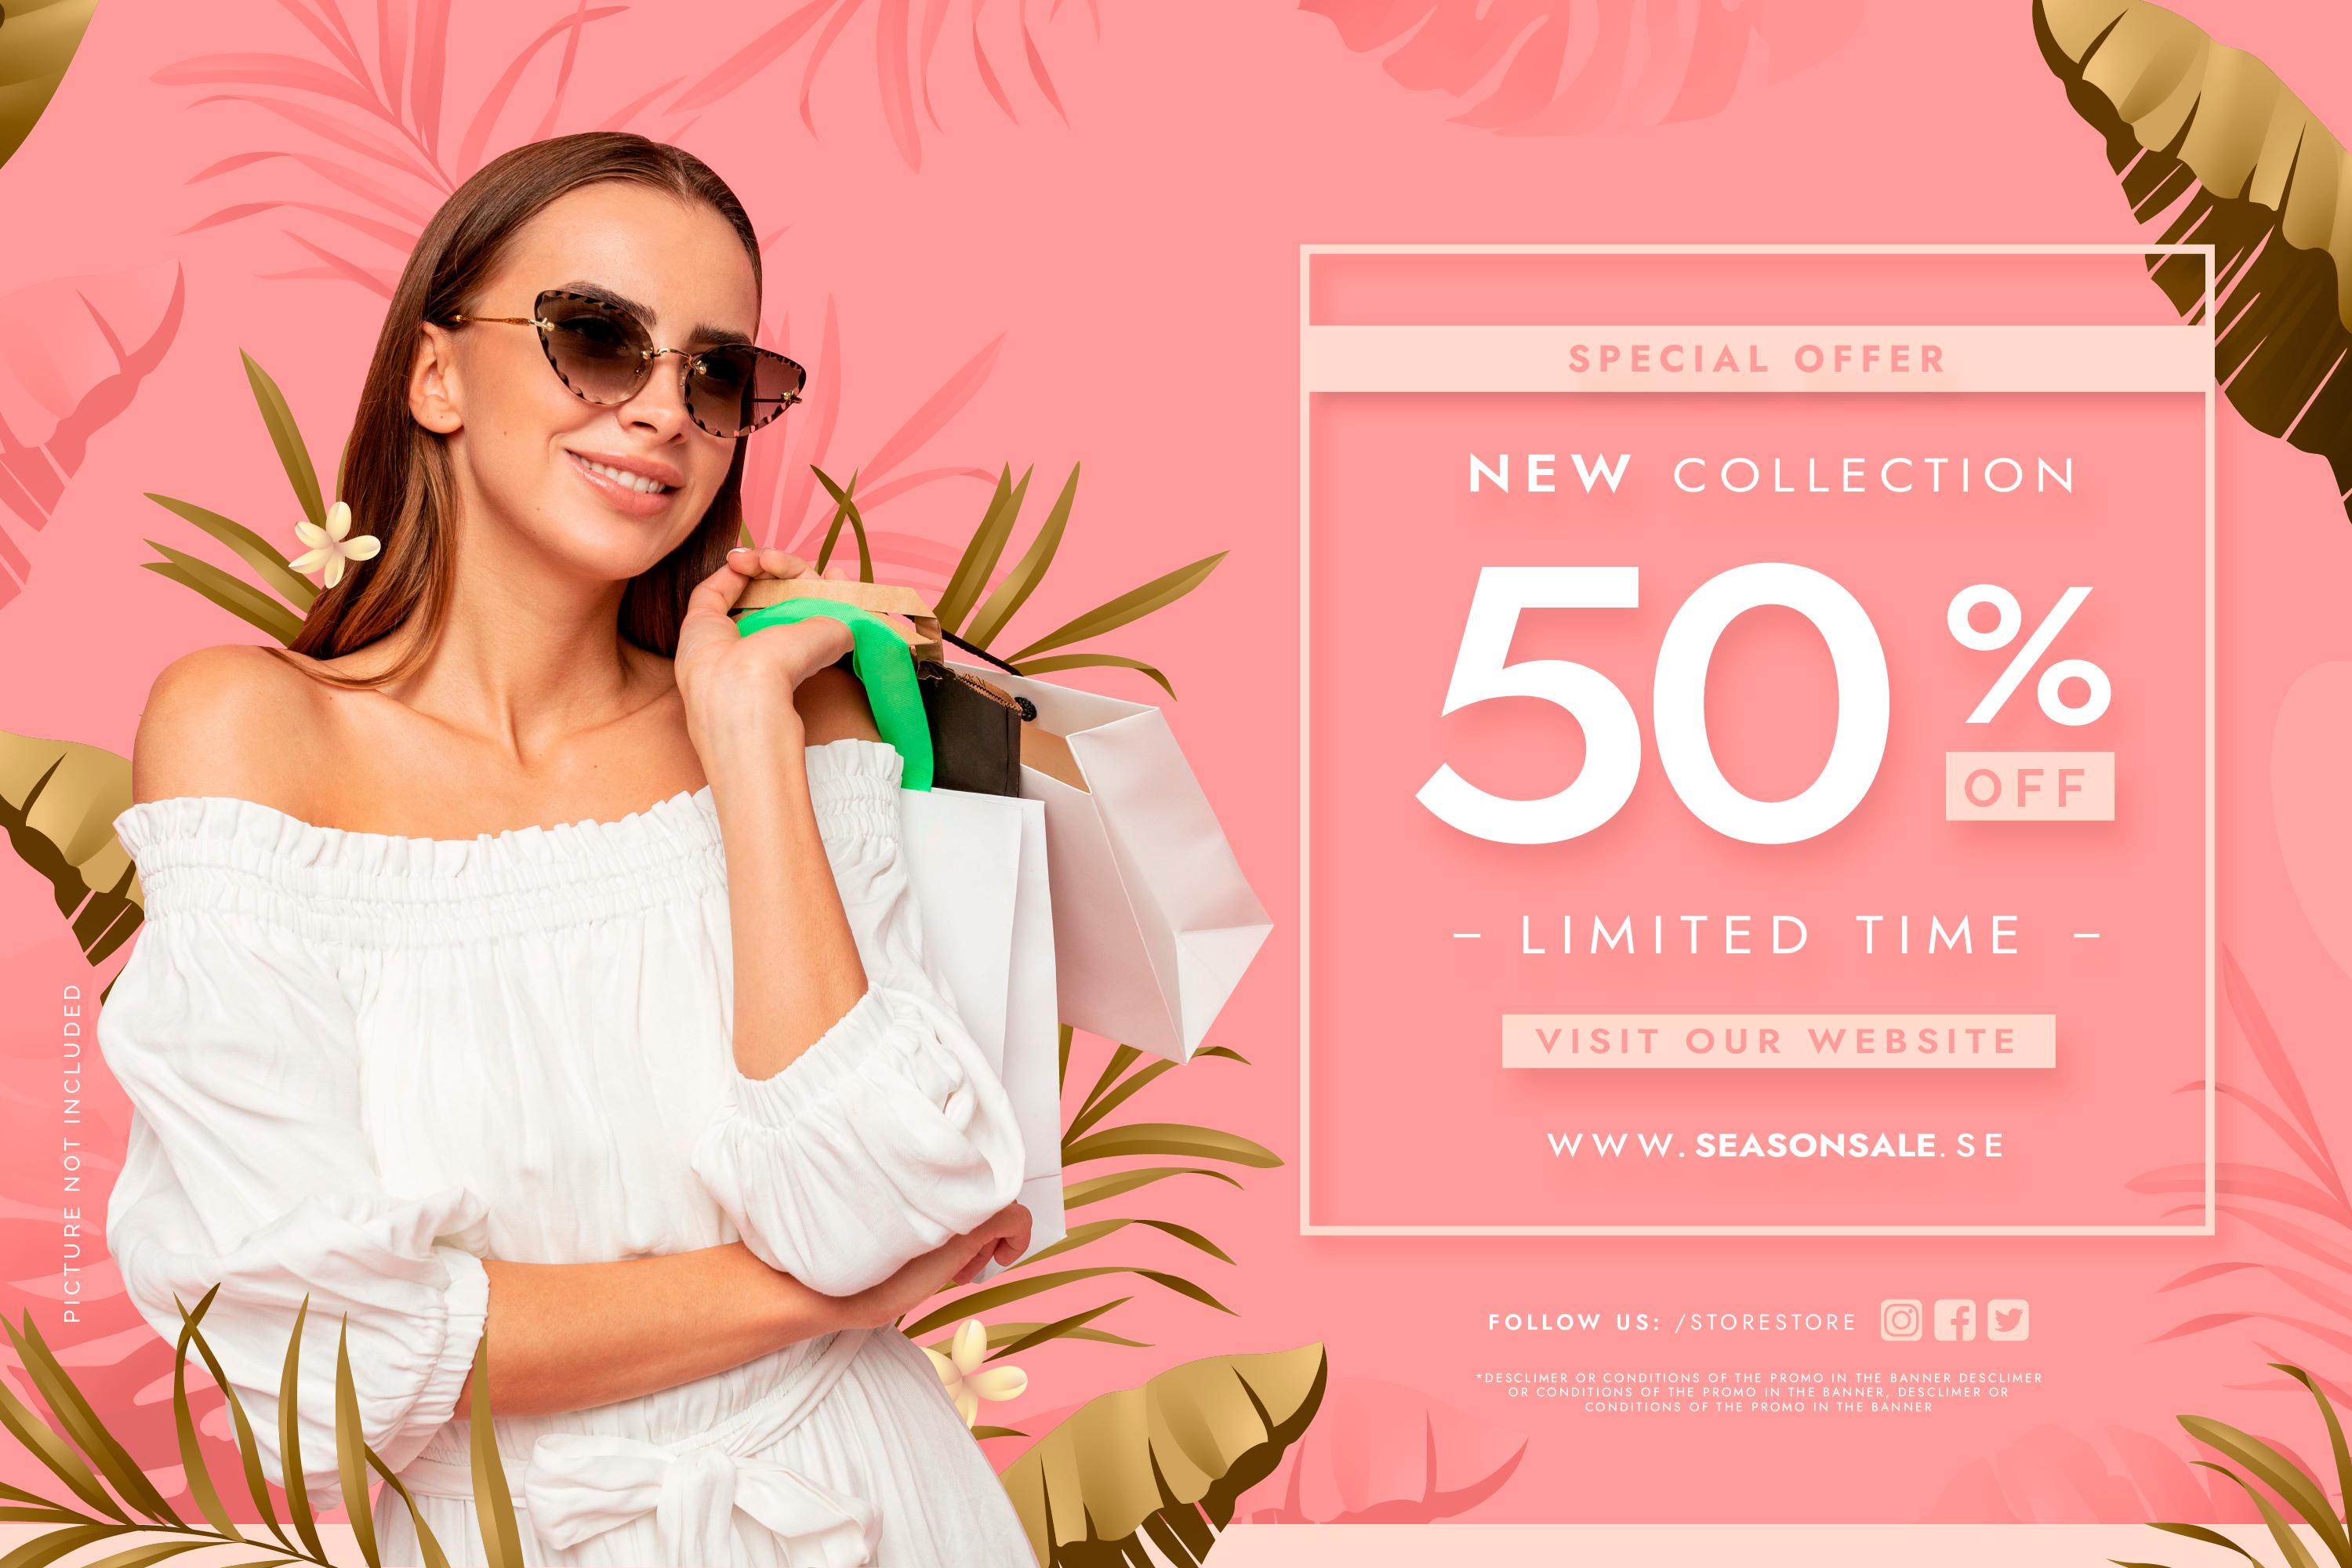 SPECIAL OFFER
NEW COLLECTION
50%
OFF
- LIMITED TIME -
VISIT OUR WEBSITE
WWW.SEASONSALE.SE
FOLLOW US: /STORESTORE
*DESCLIMER OR CONDITIONS OF THE PROMO IN THE BANNER DESCLIMER
OR CONDITIONS OF THE PROMO IN THE BANNER, DESCLIMER OR
CONDITIONS OF THE PROMO IN THE BANNER
PICTURE NOT INCLUDED